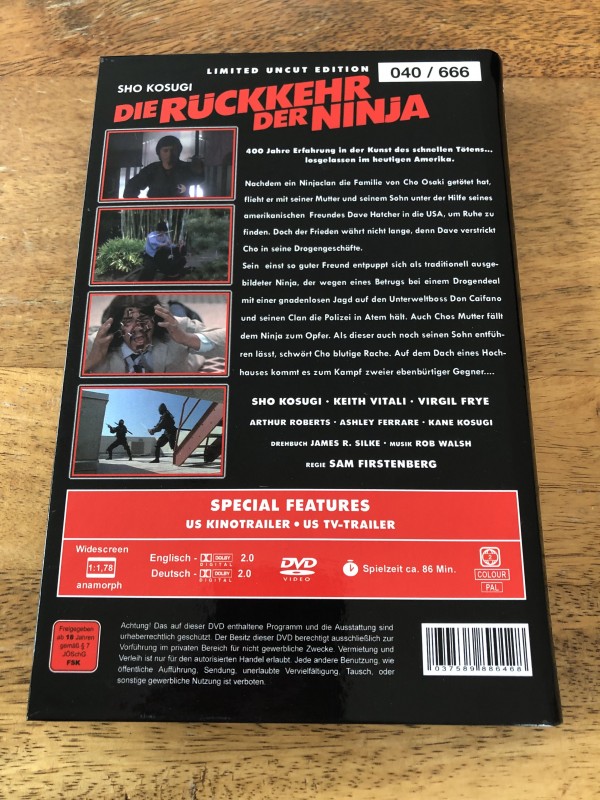 LIMITED UNCUT EDITION
040 / 666
SHO KOSUGI
DIE RÜCKKEHR
DER NINJA
400 Jahre Erfahrung in der Kunst des schnellen Tötens...
losgelassen im heutigen Amerika.
Nachdem ein Ninjaclan die Familie von Cho Osaki getötet hat,
flieht er mit seiner Mutter und seinem Sohn unter der Hilfe seines
amerikanischen Freundes Dave Hatcher in die USA, um Ruhe zu
finden. Doch der Frieden währt nicht lange, denn Dave verstrickt
Cho in seine Drogengeschäfte.
Sein einst so guter Freund entpuppt sich als traditionell ausge-
bildeter Ninja, der wegen eines Betrugs bei einem Drogendeal
mit einer gnadenlosen Jagd auf den Unterweltboss Don Caifano
und seinen Clan die Polizei in Atem hält. Auch Chos Mutter fällt
dem Ninja zum Opfer. Als dieser auch noch seinen Sohn entfüh-
ren lässt, schwört Cho blutige Rache. Auf dem Dach eines Hoch-
hauses kommt es zum Kampf zweier ebenbürtiger Gegner....
SHO KOSUGI · KEITH VITALI · VIRGIL FRYE
ARTHUR ROBERTS · ASHLEY FERRARE · KANE KOSUGI
DREHBUCH JAMES R. SILKE · MUSIK ROB WALSH
REGIE SAM FIRSTENBERG
SPECIAL FEATURES
US KINOTRAILER • US TV-TRAILER
Widescreen
1:1,78
anamorph
Englisch - DOLBY DIGITAL 2.0
Deutsch - DOLBY DIGITAL 2.0
DVD
VIDEO
Spielzeit ca. 86 Min.
2
COLOUR
PAL
Freigegeben
ab 18 Jahren
gemäß § 7
JÖSchG
FSK
Achtung! Das auf dieser DVD enthaltene Programm und die Ausstattung sind
urheberrechtlich geschützt. Der Besitz dieser DVD berechtigt ausschließlich zur
Vorführung im privaten Bereich für nicht gewerbliche Zwecke. Vermietung und
Verleih ist nur für den autorisierten Handel erlaubt. Jede andere Benutzung, wie
öffentliche Aufführung, Sendung, unerlaubte Vervielfältigung, Tausch, oder
sonstige gewerbliche Nutzung ist verboten.
037589 886468